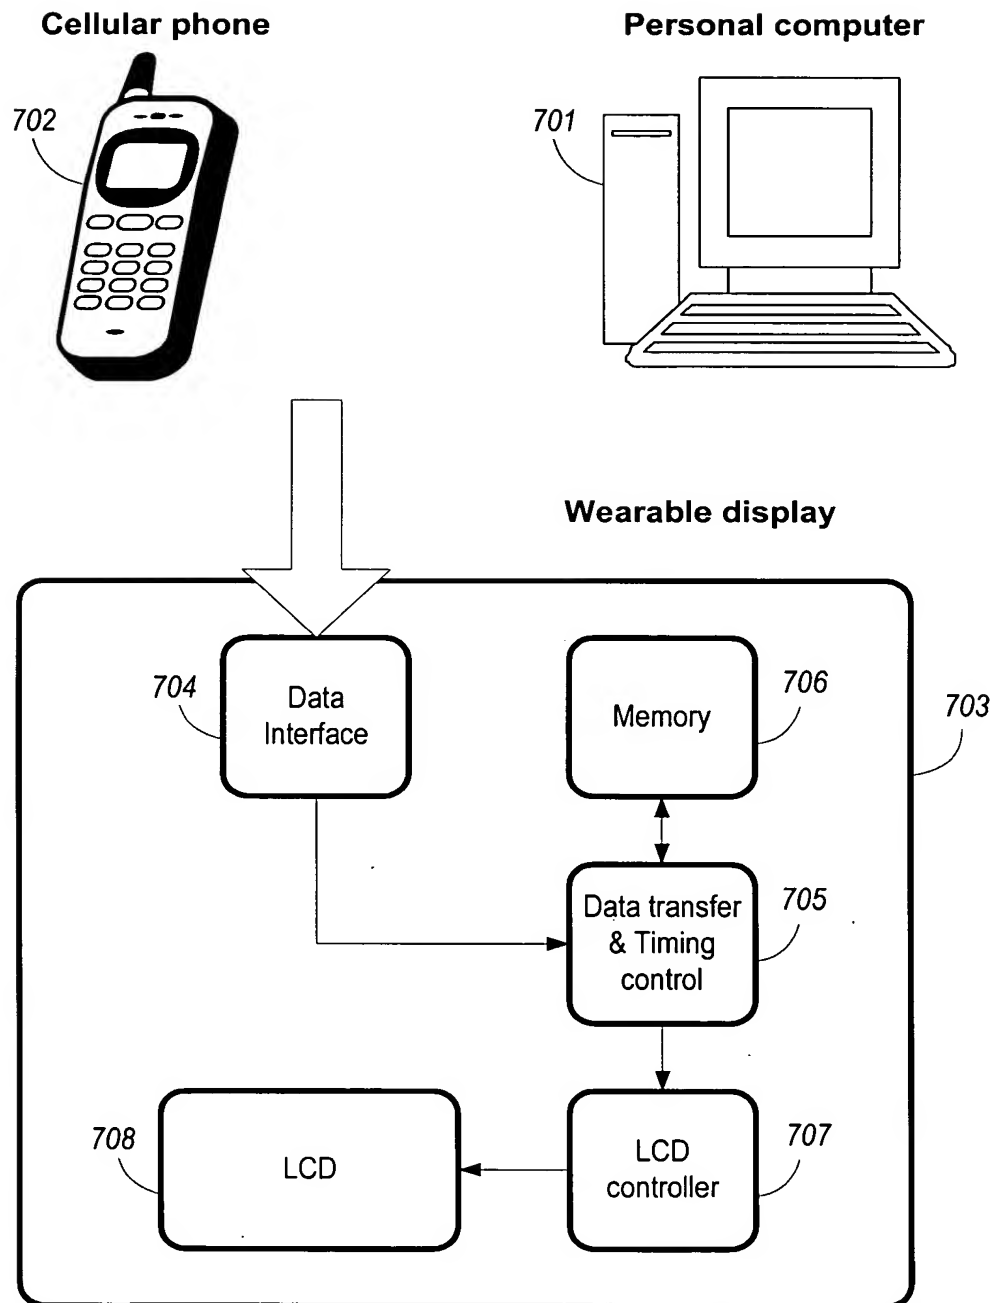 Cellular phone
Personal computer
702
701
Wearable display
704
Data
Interface
706
Memory
703
Data transfer
& Timing
control
705
708
LCD
LCD
controller
707